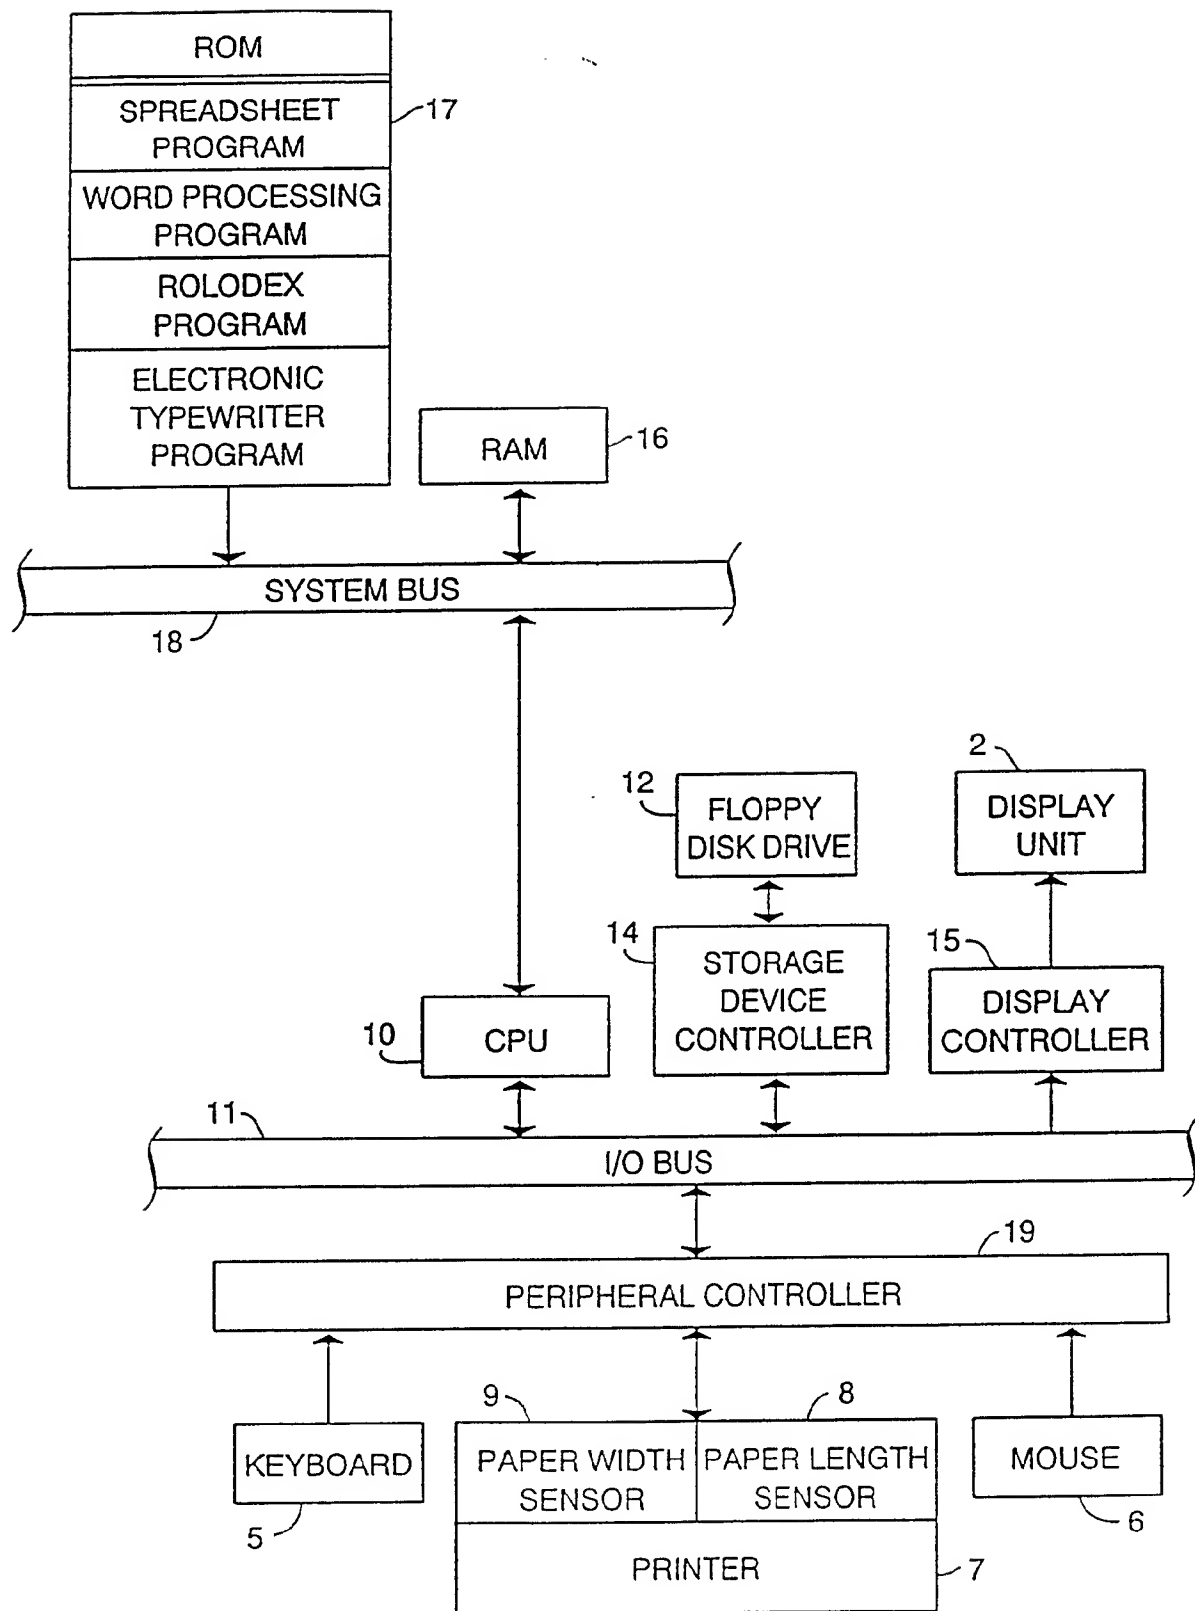 ROM
SPREADSHEET
PROGRAM
17
WORD PROCESSING
PROGRAM
ROLODEX
PROGRAM
ELECTRONIC
TYPEWRITER
PROGRAM
RAM
16
SYSTEM BUS
18
2
12
FLOPPY
DISK DRIVE
DISPLAY
UNIT
14
STORAGE
DEVICE
CONTROLLER
15
DISPLAY
CONTROLLER
10
CPU
11
I/O BUS
19
PERIPHERAL CONTROLLER
9
8
KEYBOARD
5
PAPER WIDTH
SENSOR
PAPER LENGTH
SENSOR
MOUSE
6
PRINTER
7